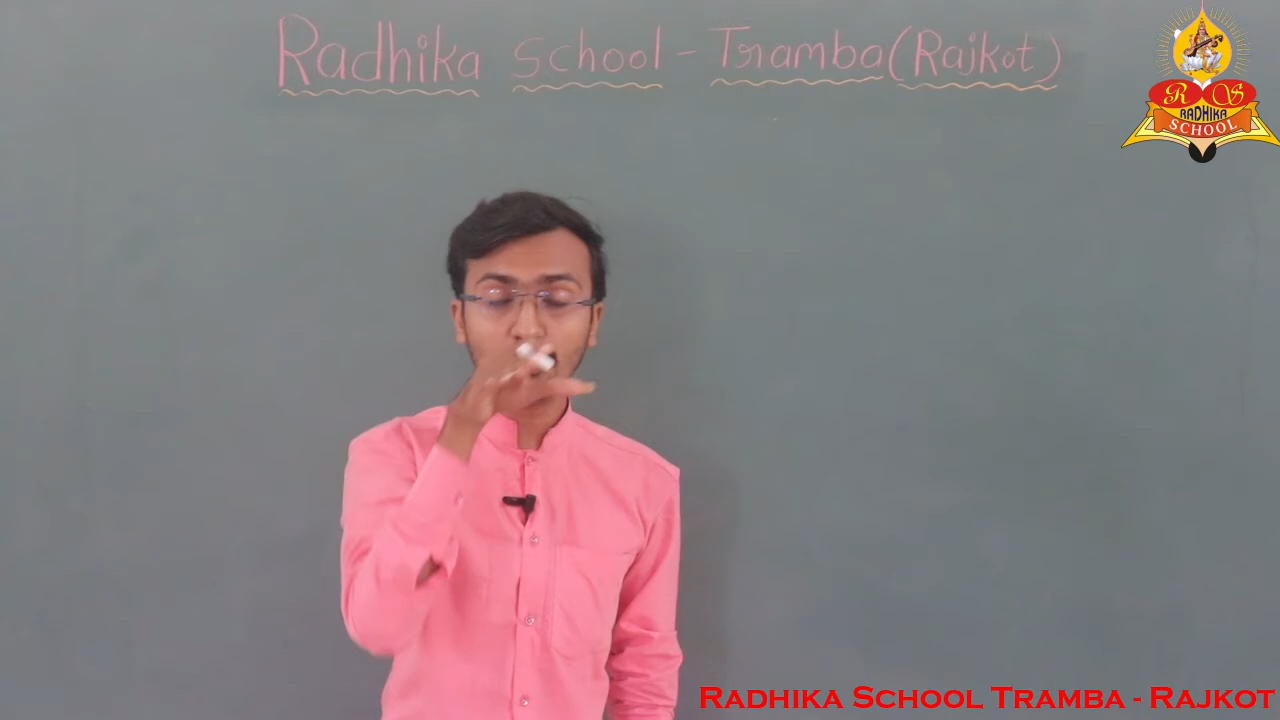 Radhika School - Tramba (Rajkot)
R S
RADHIKA
SCHOOL
RADHIKA SCHOOL TRAMBA - RAJKOT